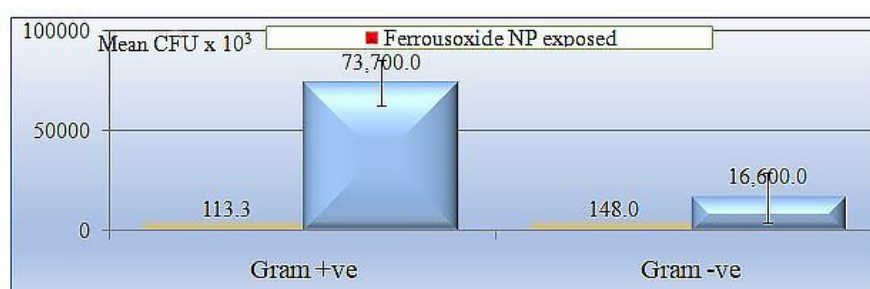 100000
Mean CFU x 10³
Ferrousoxide NP exposed
73,700.0
50000
16,600.0
113.3
148.0
0
Gram +ve
Gram -ve